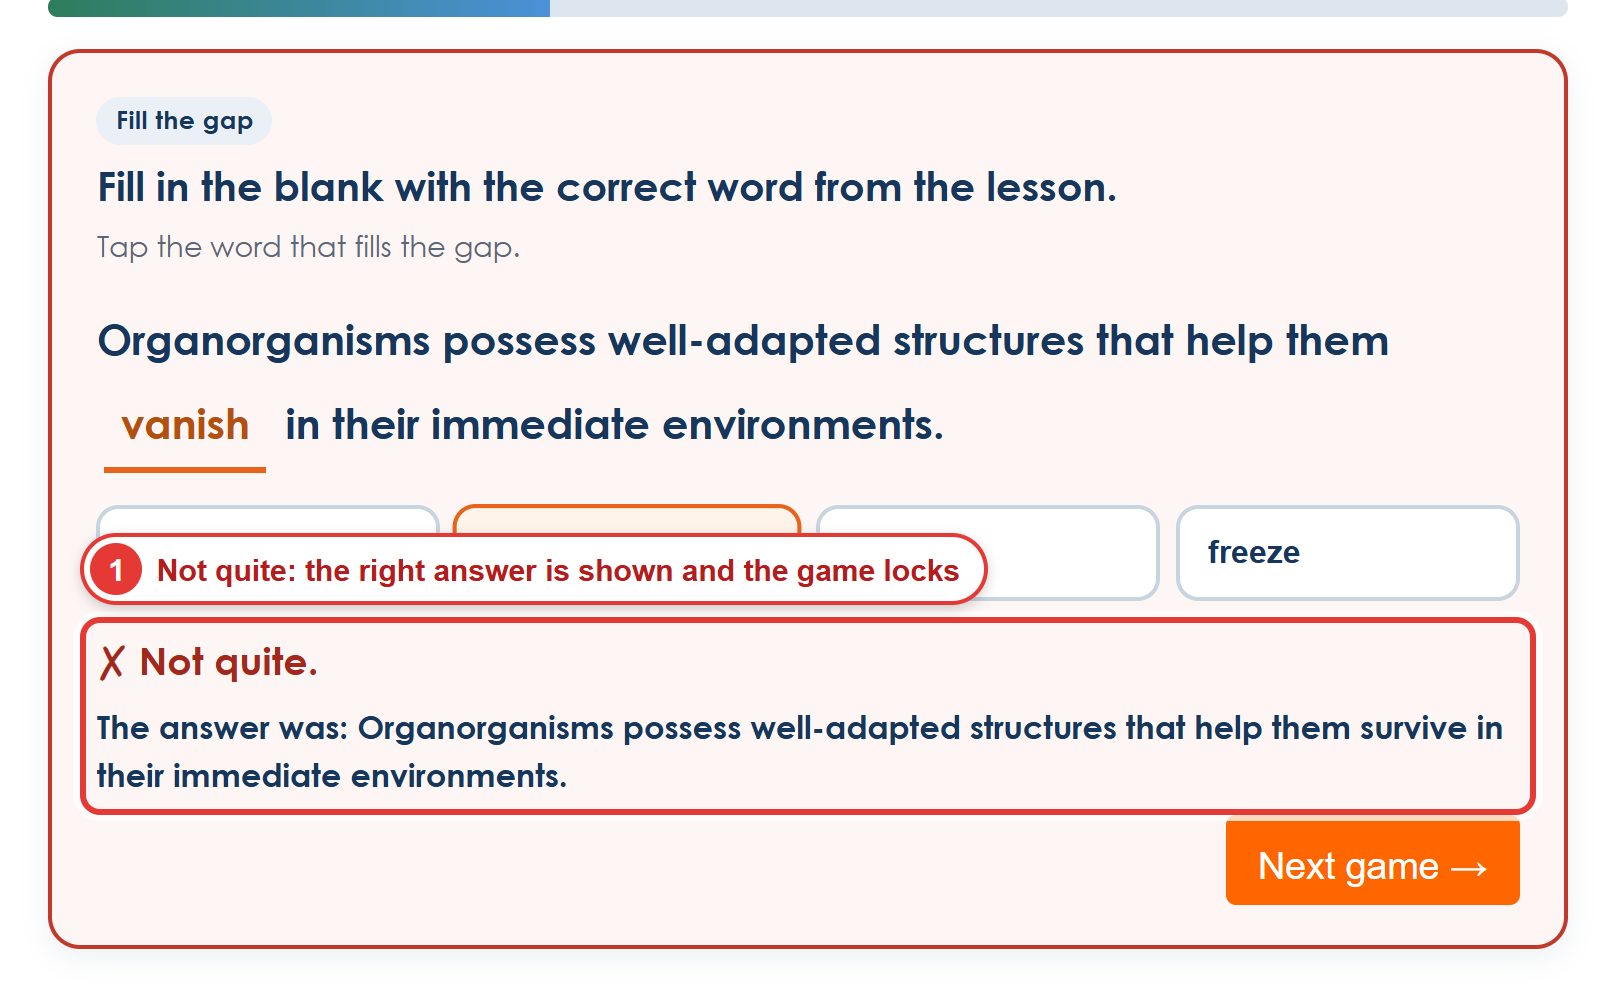 Fill the gap
Fill in the blank with the correct word from the lesson.
Tap the word that fills the gap.
Organorganisms possess well-adapted structures that help them
vanish in their immediate environments.
freeze
1 Not quite: the right answer is shown and the game locks
✗ Not quite.
The answer was: Organorganisms possess well-adapted structures that help them survive in
their immediate environments.
Next game →